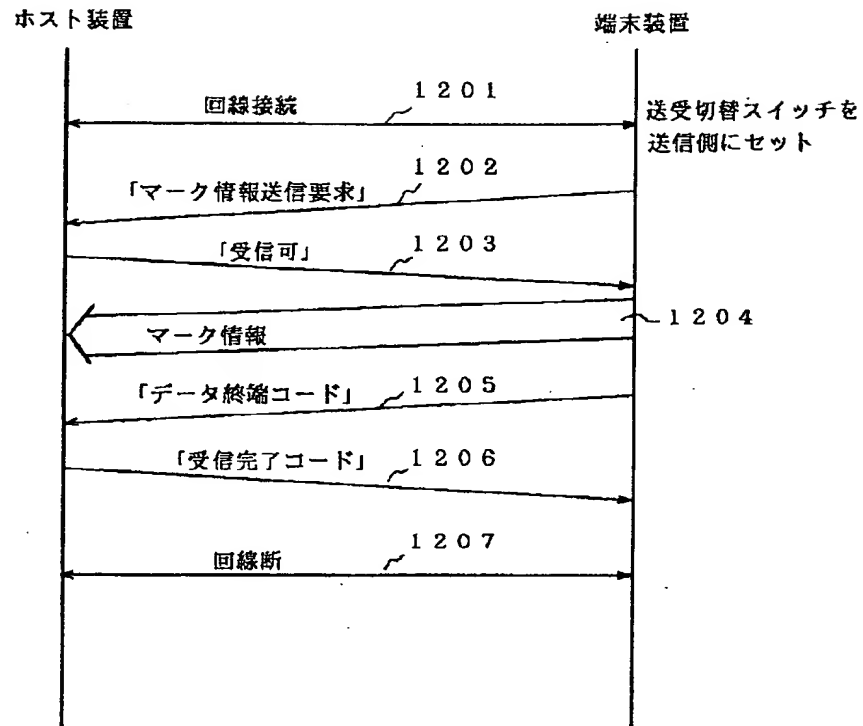 ホスト装置
端末装置
1201
回線接続
送受切替スイッチを
送信側にセット
1202
「マーク情報送信要求」
1203
「受信可」
1204
マーク情報
1205
「データ終端コード」
1206
「受信完了コード」
1207
回線断